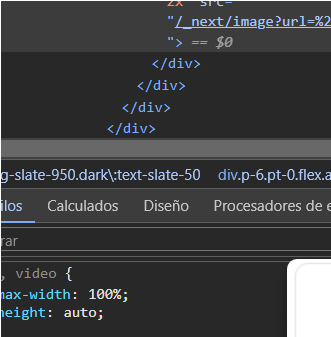 2x" src="
"/_next/image?url=%2
"> == $0
</div>
</div>
</div>
</div>
g-slate-950.dark\:text-slate-50 div.p-6.pt-0.flex.a
ilos Calculados Diseño Procesadores de e
rar
, video {
max-width: 100%;
height: auto;